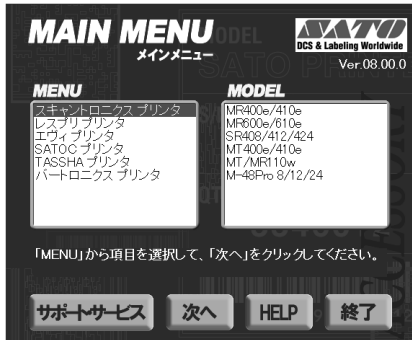 MAIN MENU
メインメニュー
SATO
DCS & Labeling Worldwide
Ver.08.00.0
MENU
スキャントロニクス プリンタ
レスプリ プリンタ
エヴィ プリンタ
SATOC プリンタ
TASSHA プリンタ
バートロニクス プリンタ
MODEL
MR400e/410e
MR600e/610e
SR408/412/424
MT400e/410e
MT/MR110w
M-48Pro 8/12/24
「MENU」から項目を選択して、「次へ」をクリックしてください。
サポートサービス
次へ
HELP
終了